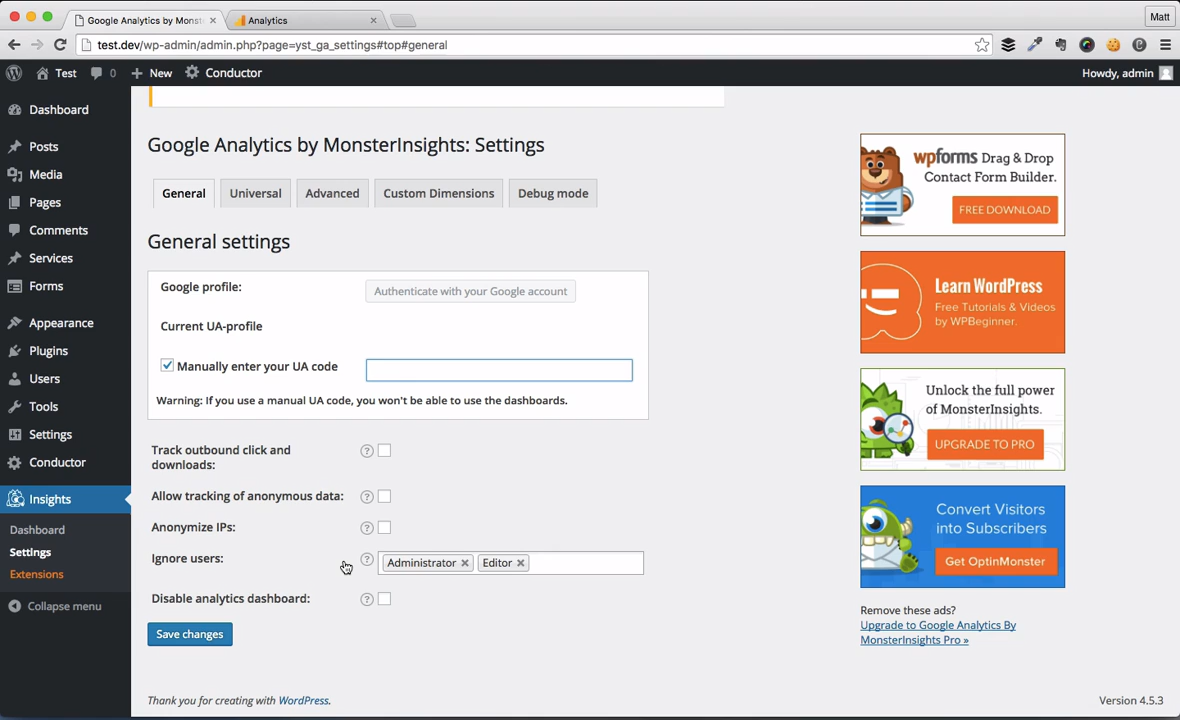 Google Analytics by Monst
Analytics
Matt
test.dev/wp-admin/admin.php?page=yst_ga_settings#top#general
Test
0
New
Conductor
Howdy, admin
Dashboard
Posts
Media
Pages
Comments
Services
Forms
Appearance
Plugins
Users
Tools
Settings
Conductor
Insights
Dashboard
Settings
Extensions
Collapse menu
Google Analytics by MonsterInsights: Settings
General
Universal
Advanced
Custom Dimensions
Debug mode
General settings
Google profile:
Authenticate with your Google account
Current UA-profile
Manually enter your UA code
Warning: If you use a manual UA code, you won't be able to use the dashboards.
Track outbound click and
downloads:
?
Allow tracking of anonymous data:
?
Anonymize IPs:
?
Ignore users:
?
Administrator
Editor
Disable analytics dashboard:
?
Save changes
Thank you for creating with WordPress.
Version 4.5.3
wpforms Drag & Drop
Contact Form Builder.
FREE DOWNLOAD
Learn WordPress
Free Tutorials & Videos
by WPBeginner.
Unlock the full power
of MonsterInsights.
UPGRADE TO PRO
Convert Visitors
into Subscribers
Get OptinMonster
Remove these ads?
Upgrade to Google Analytics By
MonsterInsights Pro »